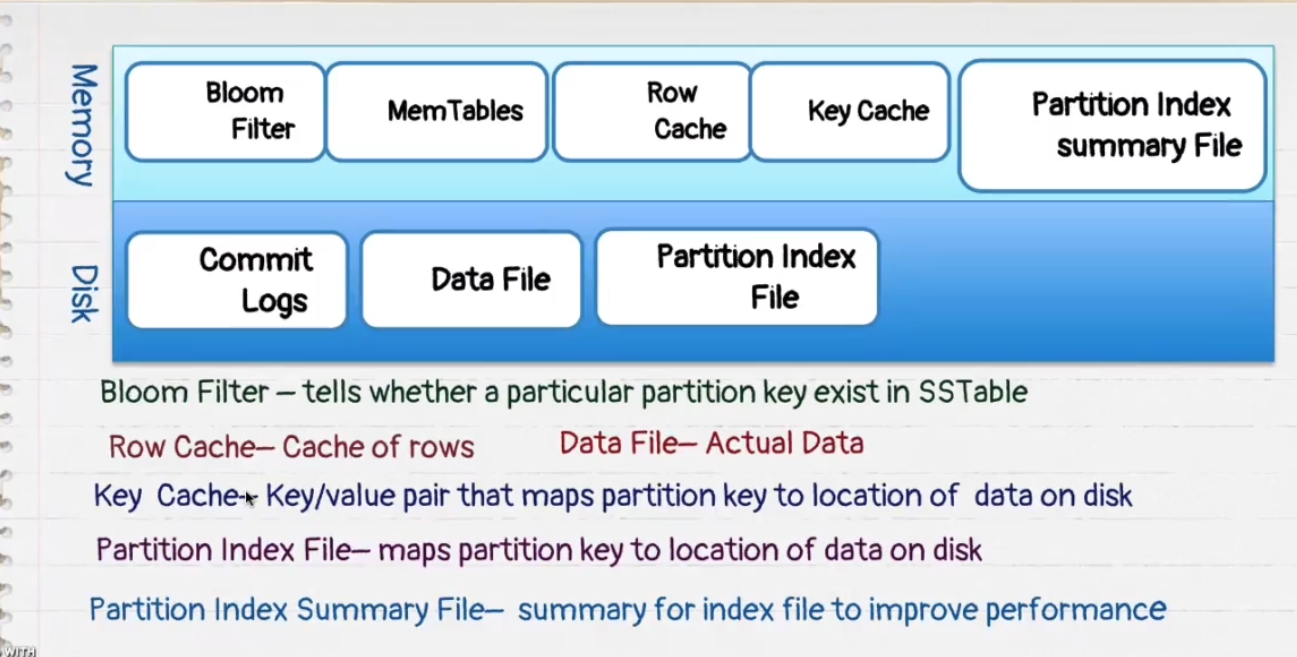 Memory
Bloom
Filter
MemTables
Row
Cache
Key Cache
Partition Index
summary File
Disk
Commit
Logs
Data File
Partition Index
File
Bloom Filter – tells whether a particular partition key exist in SSTable
Row Cache– Cache of rows
Data File– Actual Data
Key Cache– Key/value pair that maps partition key to location of data on disk
Partition Index File– maps partition key to location of data on disk
Partition Index Summary File– summary for index file to improve performance
WITH